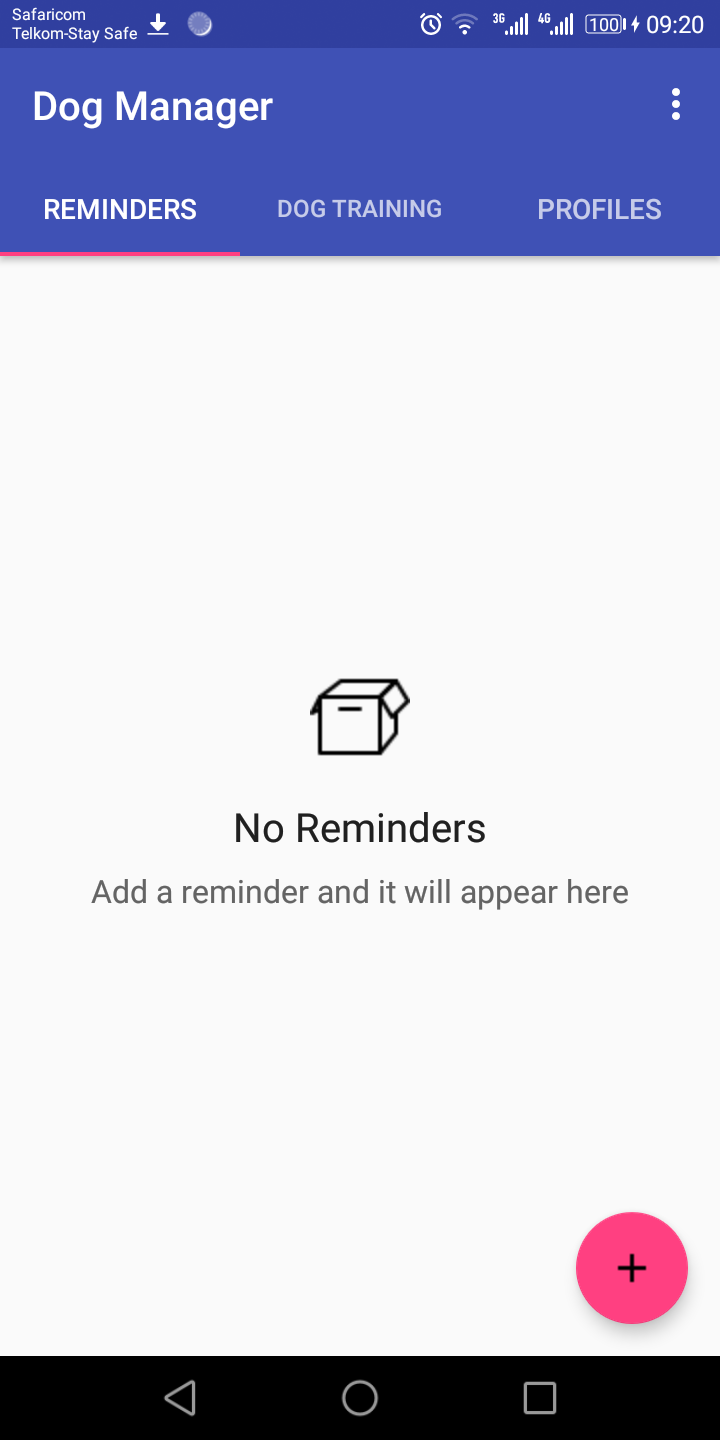 Safaricom
Telkom-Stay Safe
3G 4G 100 09:20
Dog Manager
REMINDERS DOG TRAINING PROFILES
No Reminders
Add a reminder and it will appear here
+